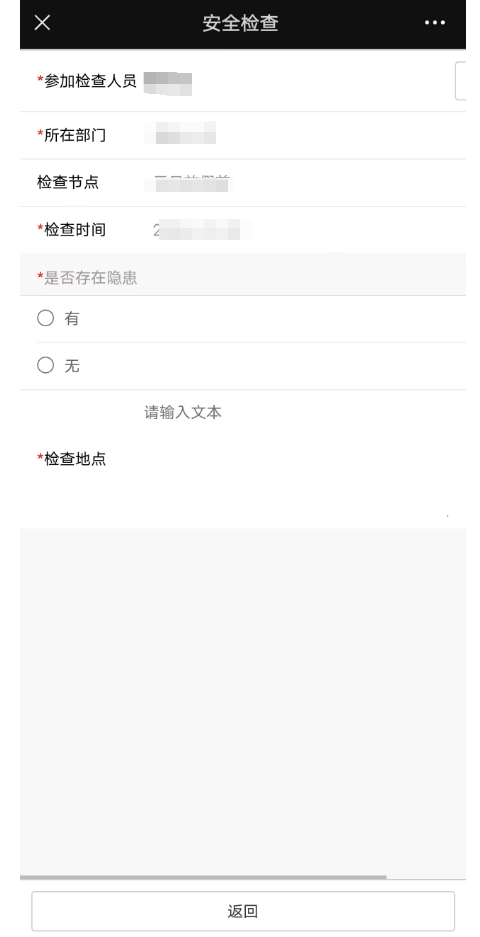 安全检查
*参加检查人员
*所在部门
检查节点
*检查时间 2
*是否存在隐患
有
无
请输入文本
*检查地点
返回